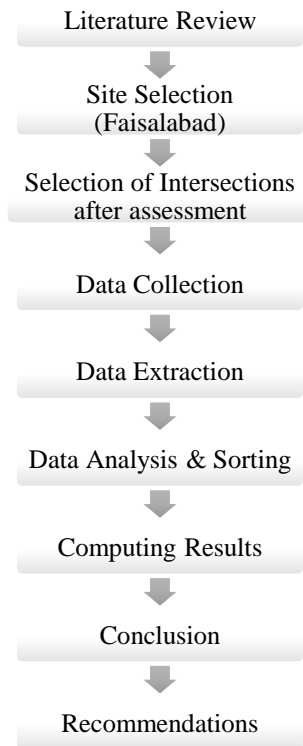 Literature Review
Site Selection
(Faisalabad)
Selection of Intersections
after assessment
Data Collection
Data Extraction
Data Analysis & Sorting
Computing Results
Conclusion
Recommendations